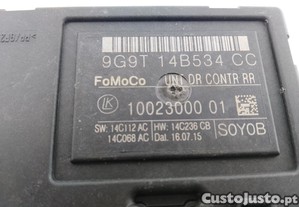 9G9T 14B534 CC
FoMoCo UNI DR CONTR RR
LK 10023000 01
SW: 14C112 AC HW: 14C236 CB
14C068 AC Dat. 16.07.15
SOYOB
CustoJusto.pt